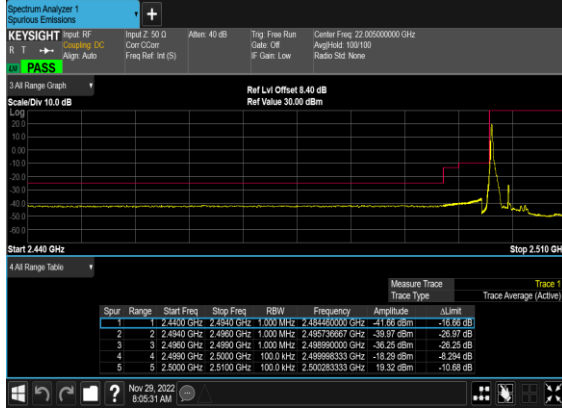 Spectrum Analyzer 1
Spurious Emissions
+
KEYSIGHT Input: RF Input Z: 50 Ω Atten: 40 dB Trig: Free Run Center Freq: 22.005000000 GHz
R T Coupling: DC Corr CCorr Gate: Off Avg|Hold: 100/100
Align: Auto Freq Ref: Int (S) IF Gain: Low Radio Std: None
PASS
3 All Range Graph
Ref Lvl Offset 8.40 dB
Scale/Div 10.0 dB Ref Value 30.00 dBm
Log
20.0
10.0
0.00
-10.0
-20.0
-30.0
-40.0
-50.0
-60.0
Start 2.440 GHz Stop 2.510 GH
4 All Range Table
Measure Trace Trace 1
Trace Type Trace Average (Active)
Spur Range Start Freq Stop Freq RBW Frequency Amplitude ΔLimit
1 1 2.4400 GHz 2.4940 GHz 1.000 MHz 2.484460000 GHz -41.66 dBm -16.66 dB
2 2 2.4940 GHz 2.4960 GHz 1.000 MHz 2.495736667 GHz -39.97 dBm -26.97 dB
3 3 2.4960 GHz 2.4990 GHz 1.000 MHz 2.498990000 GHz -36.25 dBm -26.25 dB
4 4 2.4990 GHz 2.5000 GHz 100.0 kHz 2.499998333 GHz -18.29 dBm -8.294 dB
5 5 2.5000 GHz 2.5100 GHz 100.0 kHz 2.500283333 GHz 19.32 dBm -10.68 dB
? Nov 29, 2022
8:05:31 AM